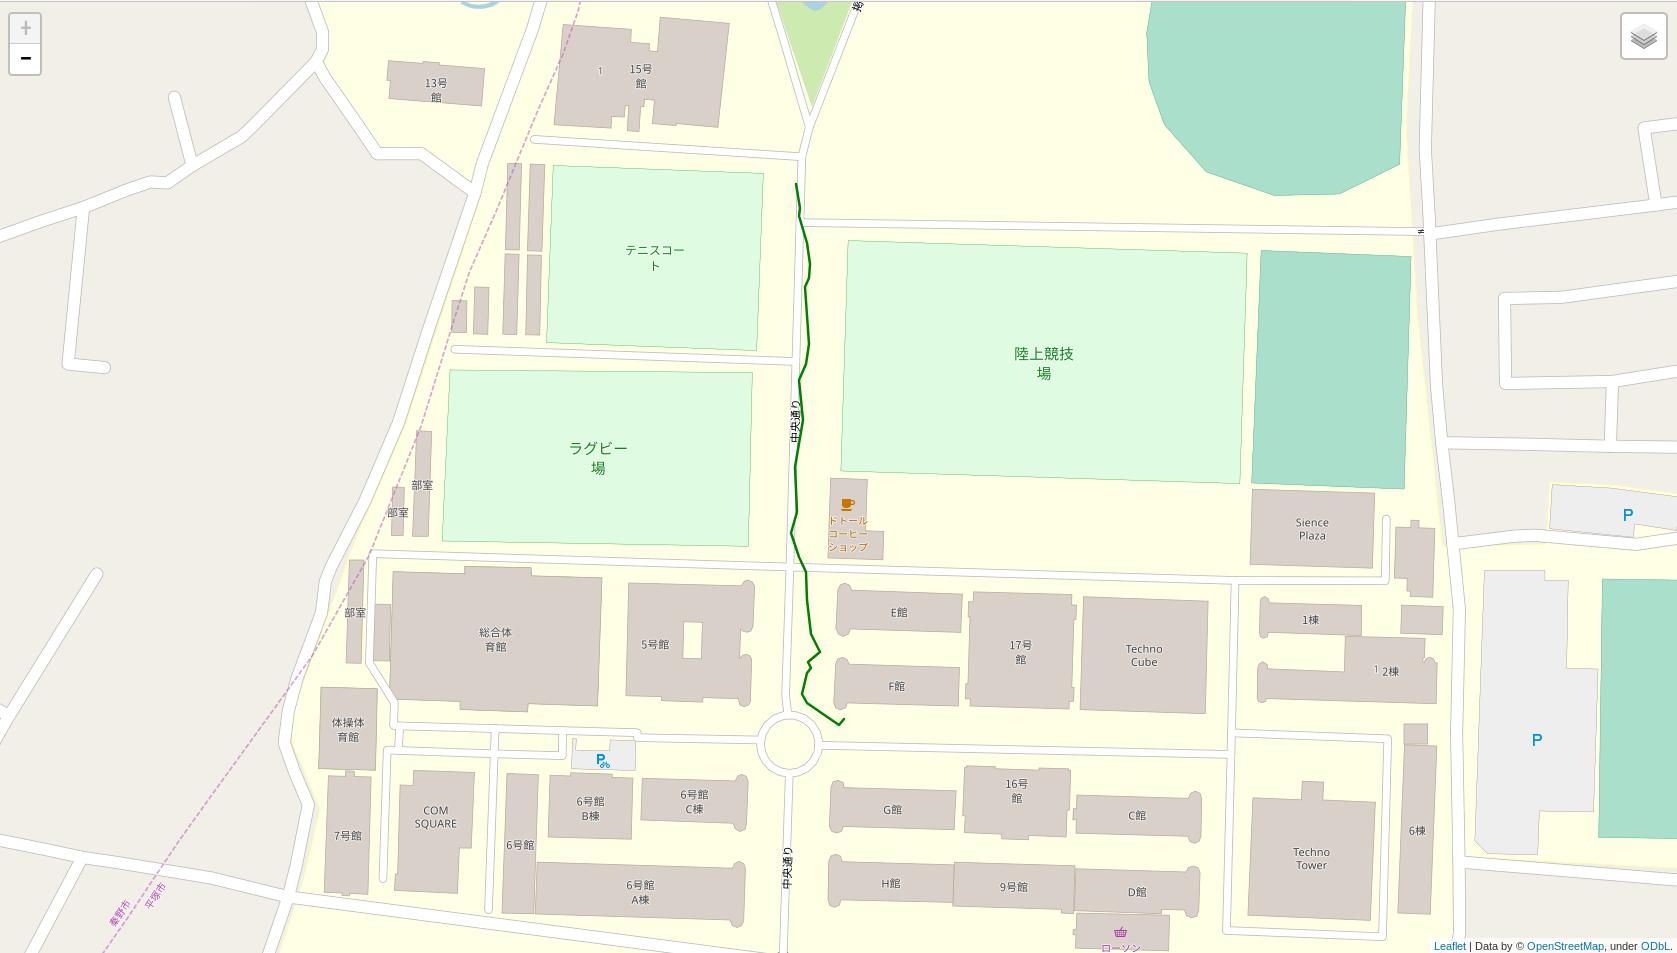 +
−
揚
13号
館
1
15号
館
テニスコー
ト
陸上競技
場
中央通り
ラグビー
場
部室
部室
ドトール
コーヒー
ショップ
Sience
Plaza
P
部室
総合体
育館
5号館
E館
17号
館
Techno
Cube
1棟
F館
1 2棟
体操体
育館
P
P
COM
SQUARE
6号館
B棟
6号館
C棟
16号
館
G館
C館
7号館
6号館
6棟
中央通り
Techno
Tower
6号館
A棟
H館
9号館
D館
秦野市
平塚市
ローソン
Leaflet | Data by © OpenStreetMap, under ODbL.